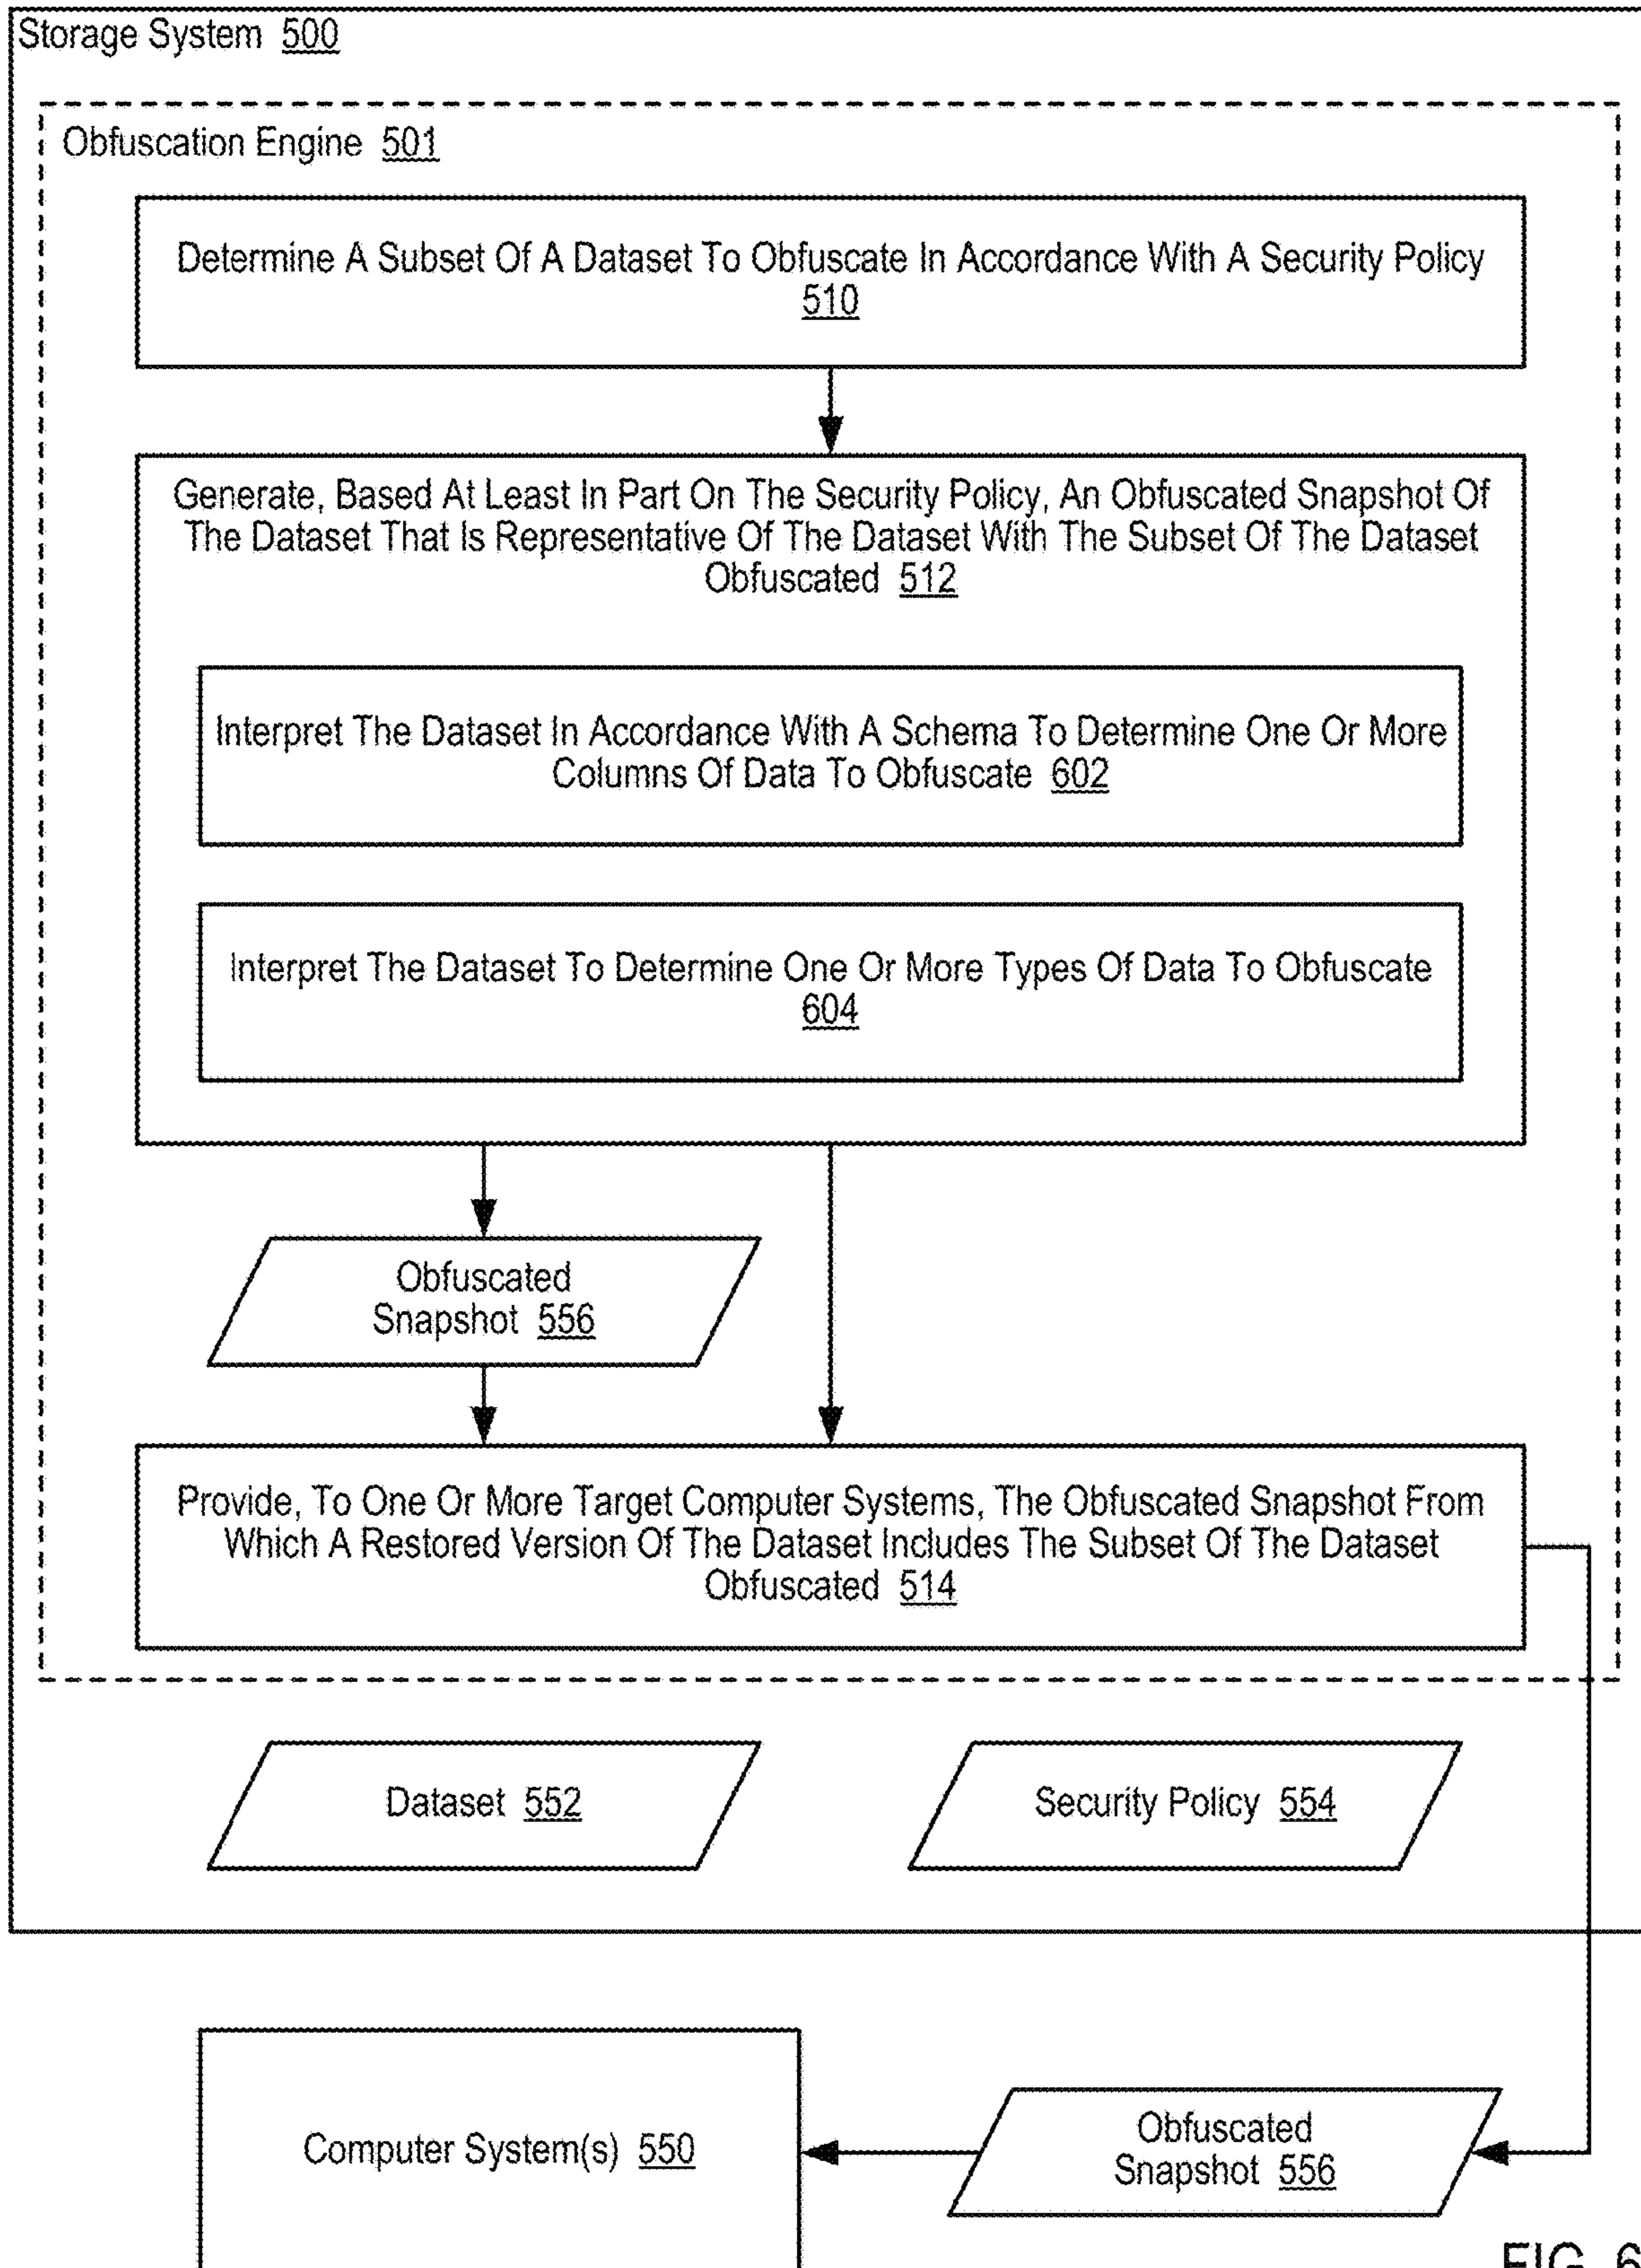 Storage System 500
Obfuscation Engine 501
Determine A Subset Of A Dataset To Obfuscate In Accordance With A Security Policy
510
Generate, Based At Least In Part On The Security Policy, An Obfuscated Snapshot Of
The Dataset That Is Representative Of The Dataset With The Subset Of The Dataset
Obfuscated 512
Interpret The Dataset In Accordance With A Schema To Determine One Or More
Columns Of Data To Obfuscate 602
Interpret The Dataset To Determine One Or More Types Of Data To Obfuscate
604
Obfuscated
Snapshot 556
Provide, To One Or More Target Computer Systems, The Obfuscated Snapshot From
Which A Restored Version Of The Dataset Includes The Subset Of The Dataset
Obfuscated 514
Dataset 552
Security Policy 554
Computer System(s) 550
Obfuscated
Snapshot 556
FIG. 6